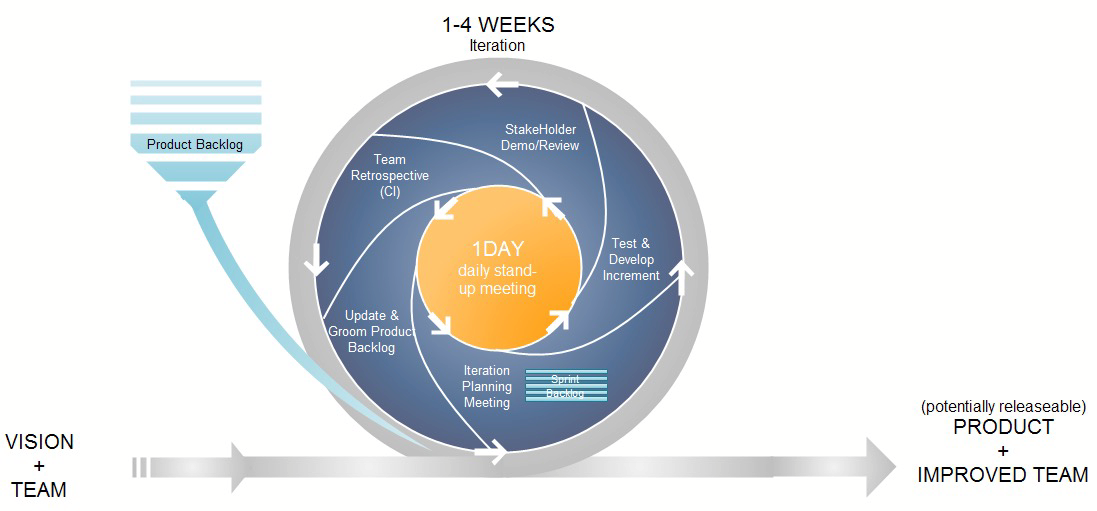 1-4 WEEKS
Iteration
Product Backlog
StakeHolder
Demo/Review
Team
Retrospective
(CI)
Test &
Develop
Increment
1DAY
daily stand-
up meeting
Update &
Groom Product
Backlog
Iteration
Planning
Meeting
Sprint
Backlog
VISION
+
TEAM
(potentially releaseable)
PRODUCT
+
IMPROVED TEAM